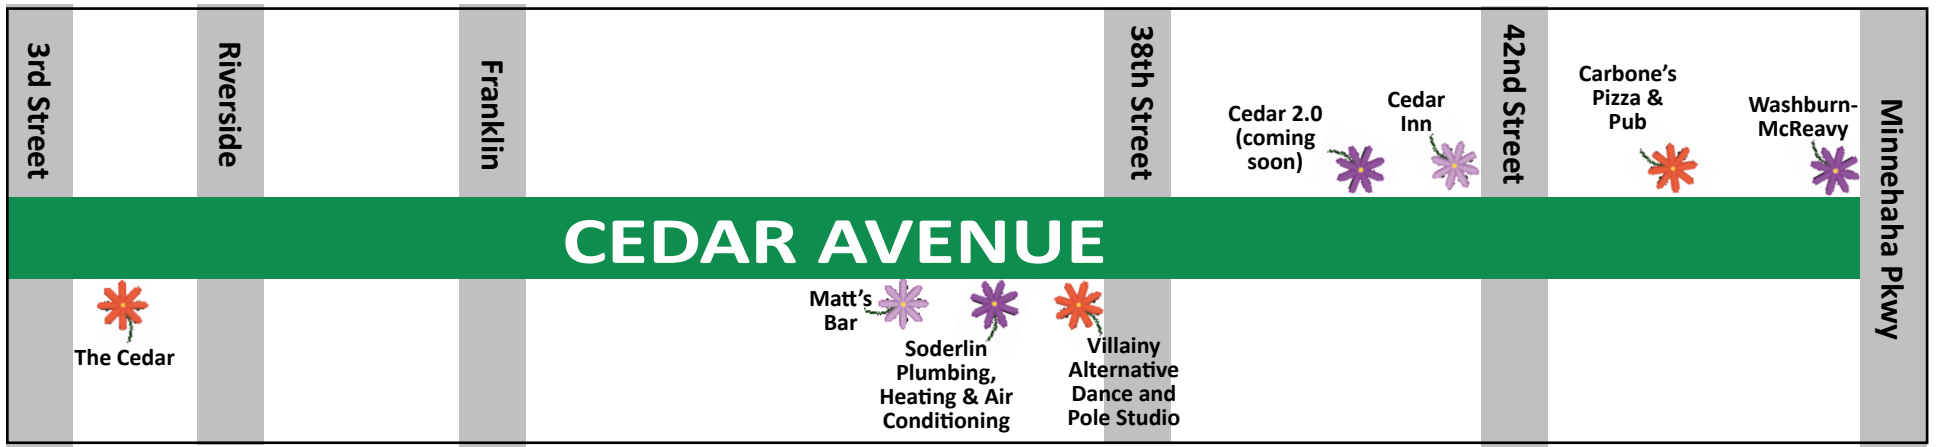 3rd Street
Riverside
Franklin
38th Street
42nd Street
Minnehaha Pkwy
Cedar 2.0
(coming
soon)
Cedar
Inn
Carbone’s
Pizza &
Pub
Washburn-
McReavy
CEDAR AVENUE
The Cedar
Matt’s
Bar
Soderlin
Plumbing,
Heating & Air
Conditioning
Villainy
Alternative
Dance and
Pole Studio